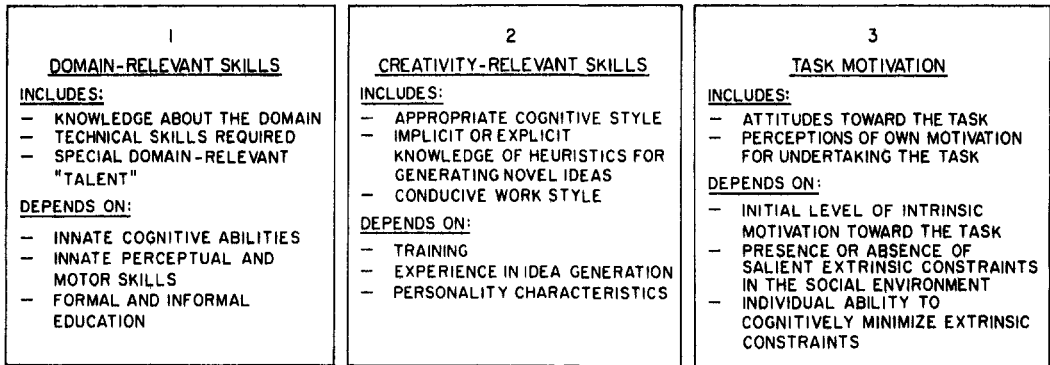 1
DOMAIN-RELEVANT SKILLS
INCLUDES:
– KNOWLEDGE ABOUT THE DOMAIN
– TECHNICAL SKILLS REQUIRED
– SPECIAL DOMAIN-RELEVANT
"TALENT"
DEPENDS ON:
– INNATE COGNITIVE ABILITIES
– INNATE PERCEPTUAL AND
MOTOR SKILLS
– FORMAL AND INFORMAL
EDUCATION
2
CREATIVITY-RELEVANT SKILLS
INCLUDES:
– APPROPRIATE COGNITIVE STYLE
– IMPLICIT OR EXPLICIT
KNOWLEDGE OF HEURISTICS FOR
GENERATING NOVEL IDEAS
– CONDUCIVE WORK STYLE
DEPENDS ON:
– TRAINING
– EXPERIENCE IN IDEA GENERATION
– PERSONALITY CHARACTERISTICS
3
TASK MOTIVATION
INCLUDES:
– ATTITUDES TOWARD THE TASK
– PERCEPTIONS OF OWN MOTIVATION
FOR UNDERTAKING THE TASK
DEPENDS ON:
– INITIAL LEVEL OF INTRINSIC
MOTIVATION TOWARD THE TASK
– PRESENCE OR ABSENCE OF
SALIENT EXTRINSIC CONSTRAINTS
IN THE SOCIAL ENVIRONMENT
– INDIVIDUAL ABILITY TO
COGNITIVELY MINIMIZE EXTRINSIC
CONSTRAINTS